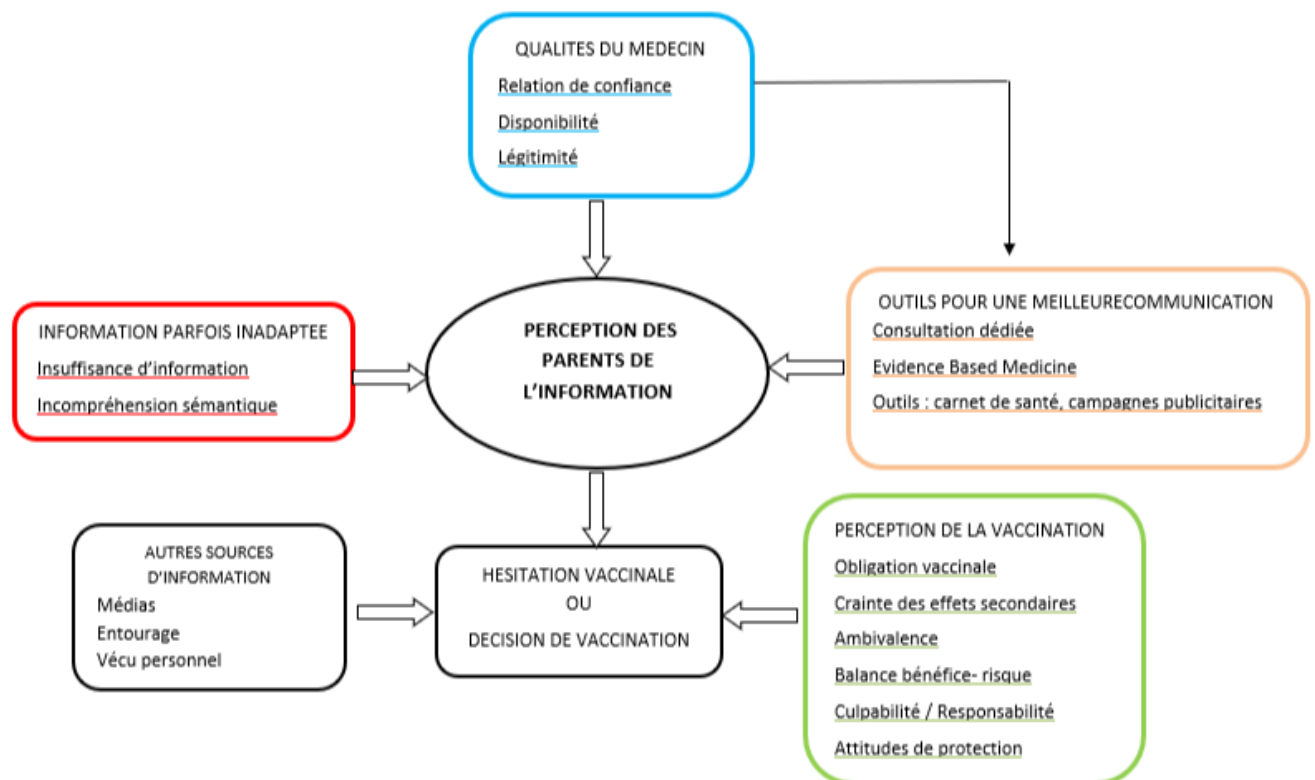 QUALITES DU MEDECIN
Relation de confiance
Disponibilité
Légitimité
INFORMATION PARFOIS INADAPTEE
Insuffisance d'information
Incompréhension sémantique
PERCEPTION DES
PARENTS DE
L'INFORMATION
OUTILS POUR UNE MEILLEURECOMMUNICATION
Consultation dédiée
Evidence Based Medicine
Outils : carnet de santé, campagnes publicitaires
AUTRES SOURCES
D'INFORMATION
Médias
Entourage
Vécu personnel
HESITATION VACCINALE
OU
DECISION DE VACCINATION
PERCEPTION DE LA VACCINATION
Obligation vaccinale
Crainte des effets secondaires
Ambivalence
Balance bénéfice- risque
Culpabilité / Responsabilité
Attitudes de protection